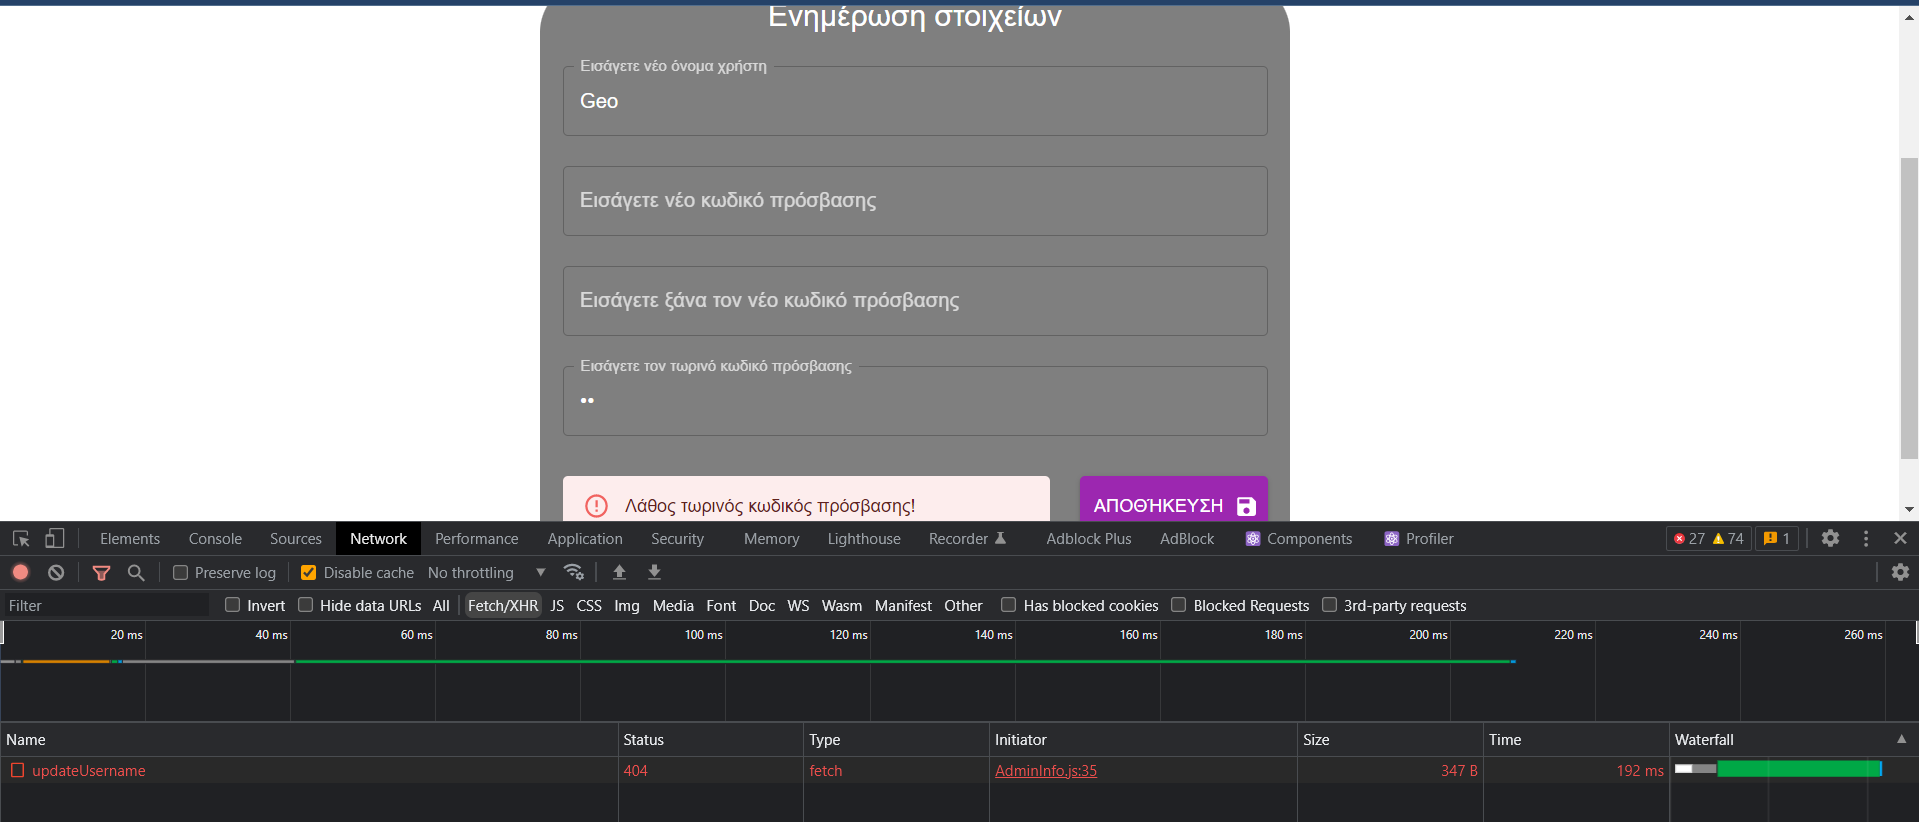 Ενημέρωση στοιχείων
Εισάγετε νέο όνομα χρήστη
Geo
Εισάγετε νέο κωδικό πρόσβασης
Εισάγετε ξάνα τον νέο κωδικό πρόσβασης
Εισάγετε τον τωρινό κωδικό πρόσβασης
••
Λάθος τωρινός κωδικός πρόσβασης!
ΑΠΟΘΉΚΕΥΣΗ
Elements Console Sources Network Performance Application Security Memory Lighthouse Recorder Adblock Plus AdBlock Components Profiler 27 74 1
Preserve log Disable cache No throttling
Filter Invert Hide data URLs All Fetch/XHR JS CSS Img Media Font Doc WS Wasm Manifest Other Has blocked cookies Blocked Requests 3rd-party requests
20 ms 40 ms 60 ms 80 ms 100 ms 120 ms 140 ms 160 ms 180 ms 200 ms 220 ms 240 ms 260 ms
Name Status Type Initiator Size Time Waterfall
updateUsername 404 fetch AdminInfo.js:35 347 B 192 ms